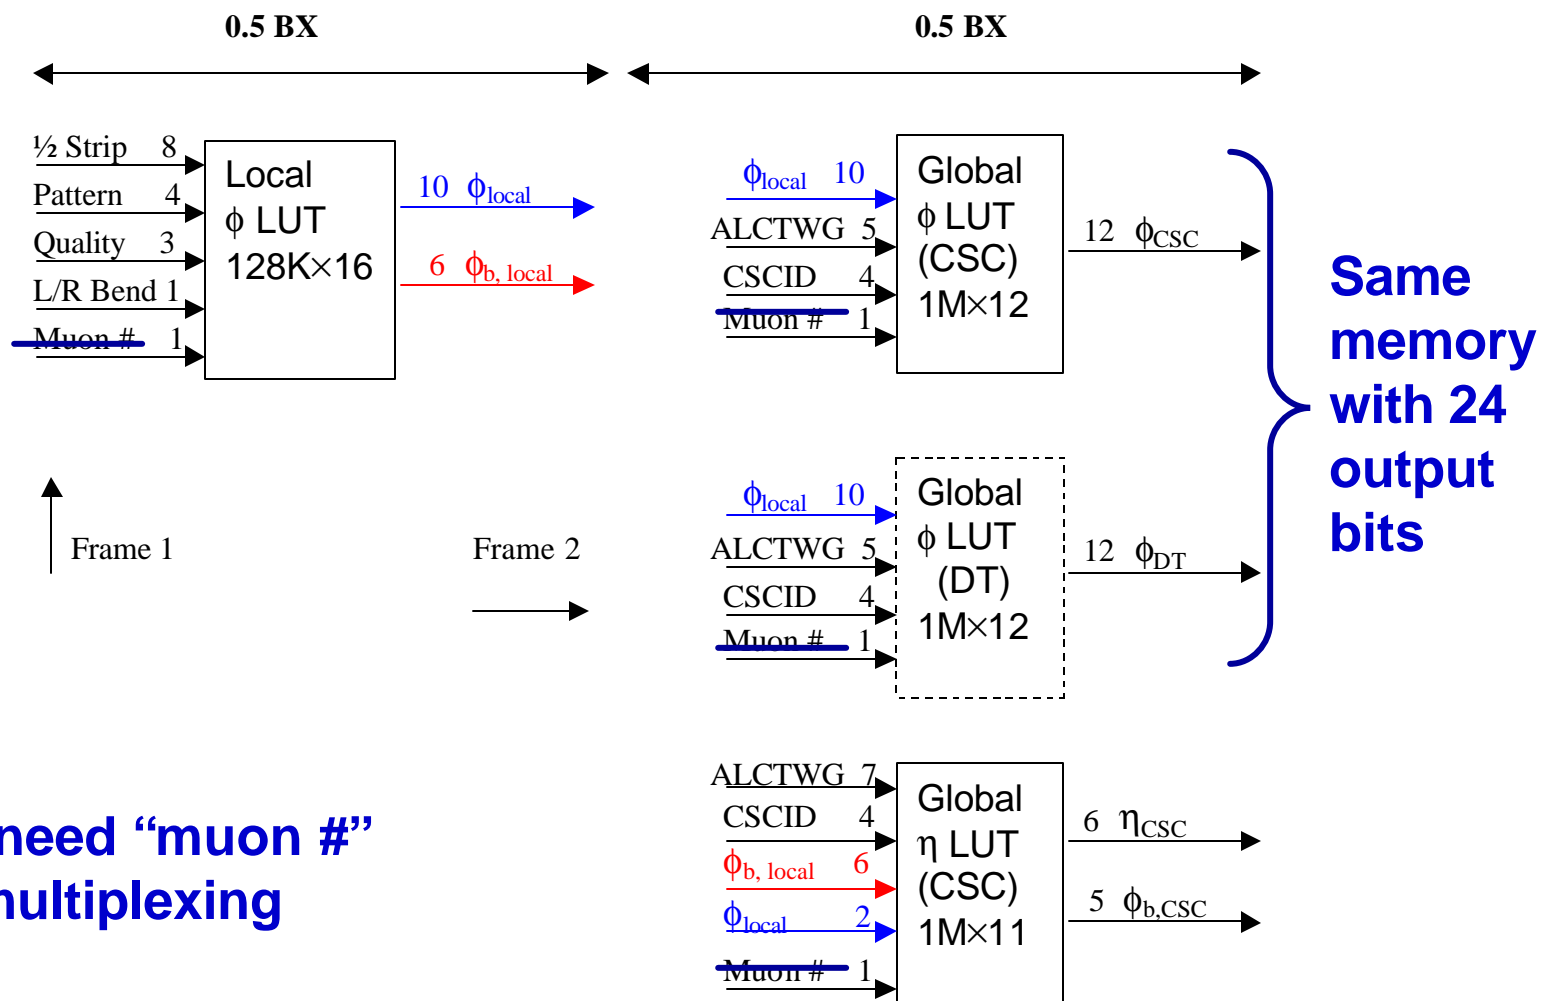 0.5 BX
0.5 BX
½ Strip 8
Pattern 4
Quality 3
L/R Bend 1
Muon # 1
Local
ϕ LUT
128K×16
10 ϕlocal
6 ϕb, local
ϕlocal 10
ALCTWG 5
CSCID 4
Muon # 1
Global
ϕ LUT
(CSC)
1M×12
12 ϕCSC
Same
memory
with 24
output
bits
Frame 1
Frame 2
ϕlocal 10
ALCTWG 5
CSCID 4
Muon # 1
Global
ϕ LUT
(DT)
1M×12
12 ϕDT
need “muon #”
multiplexing
ALCTWG 7
CSCID 4
ϕb, local 6
ϕlocal 2
Muon # 1
Global
η LUT
(CSC)
1M×11
6 ηCSC
5 ϕb,CSC